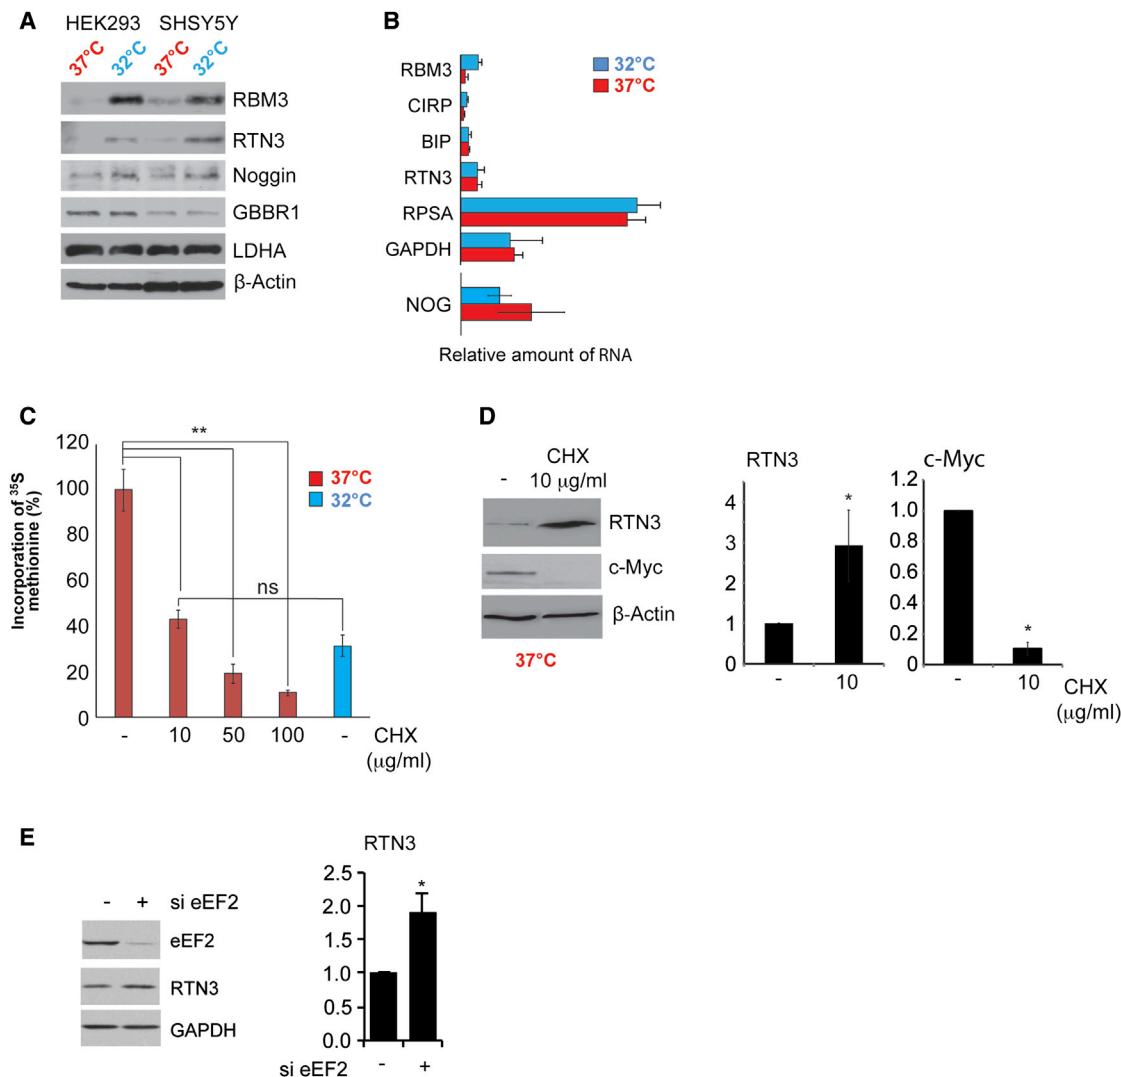 A
HEK293 SHSY5Y
37°C 32°C 37°C 32°C
RBM3
RTN3
Noggin
GBBR1
LDHA
β-Actin
B
32°C
37°C
RBM3
CIRP
BIP
RTN3
RPSA
GAPDH
NOG
Relative amount of RNA
C
Incorporation of 35S
methionine (%)
120
100
80
60
40
20
0
**
ns
37°C
32°C
- 10 50 100 - CHX
(μg/ml)
D
CHX
- 10 μg/ml
RTN3
c-Myc
β-Actin
37°C
RTN3
4
3
2
1
0
*
- 10
c-Myc
1.2
1.0
0.8
0.6
0.4
0.2
0
*
- 10 CHX
(μg/ml)
E
- + si eEF2
eEF2
RTN3
GAPDH
RTN3
2.5
2.0
1.5
1.0
0.5
0.0
*
si eEF2 - +